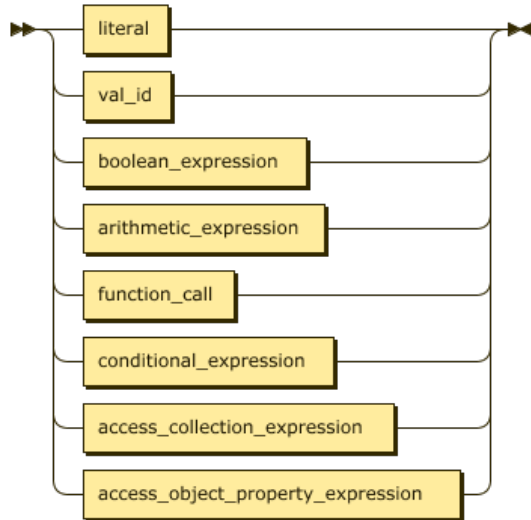 literal
val_id
boolean_expression
arithmetic_expression
function_call
conditional_expression
access_collection_expression
access_object_property_expression